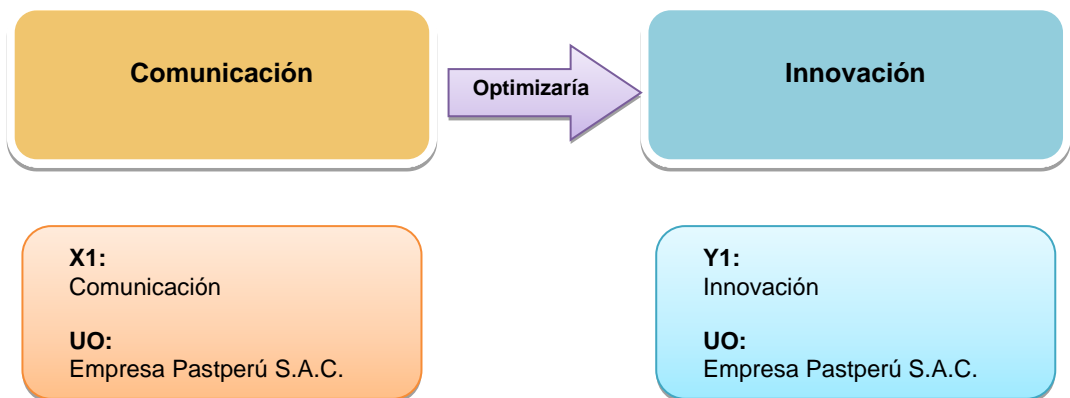 Comunicación
Optimizaría
Innovación
X1:
Comunicación
UO:
Empresa Pastperú S.A.C.
Y1:
Innovación
UO:
Empresa Pastperú S.A.C.